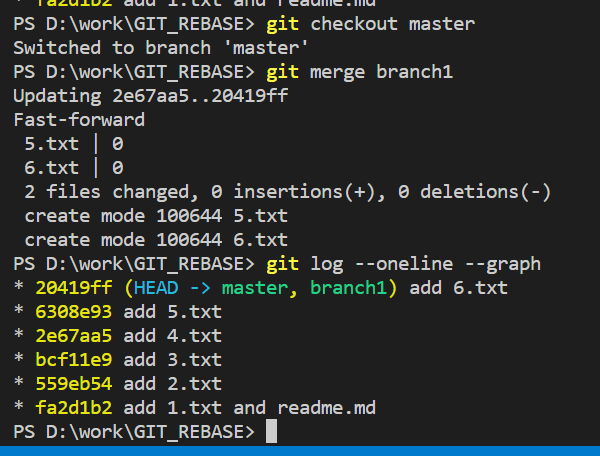 * fa2d1b2 add 1.txt and readme.md
PS D:\work\GIT_REBASE> git checkout master
Switched to branch 'master'
PS D:\work\GIT_REBASE> git merge branch1
Updating 2e67aa5..20419ff
Fast-forward
 5.txt | 0
 6.txt | 0
 2 files changed, 0 insertions(+), 0 deletions(-)
 create mode 100644 5.txt
 create mode 100644 6.txt
PS D:\work\GIT_REBASE> git log --oneline --graph
* 20419ff (HEAD -> master, branch1) add 6.txt
* 6308e93 add 5.txt
* 2e67aa5 add 4.txt
* bcf11e9 add 3.txt
* 559eb54 add 2.txt
* fa2d1b2 add 1.txt and readme.md
PS D:\work\GIT_REBASE>